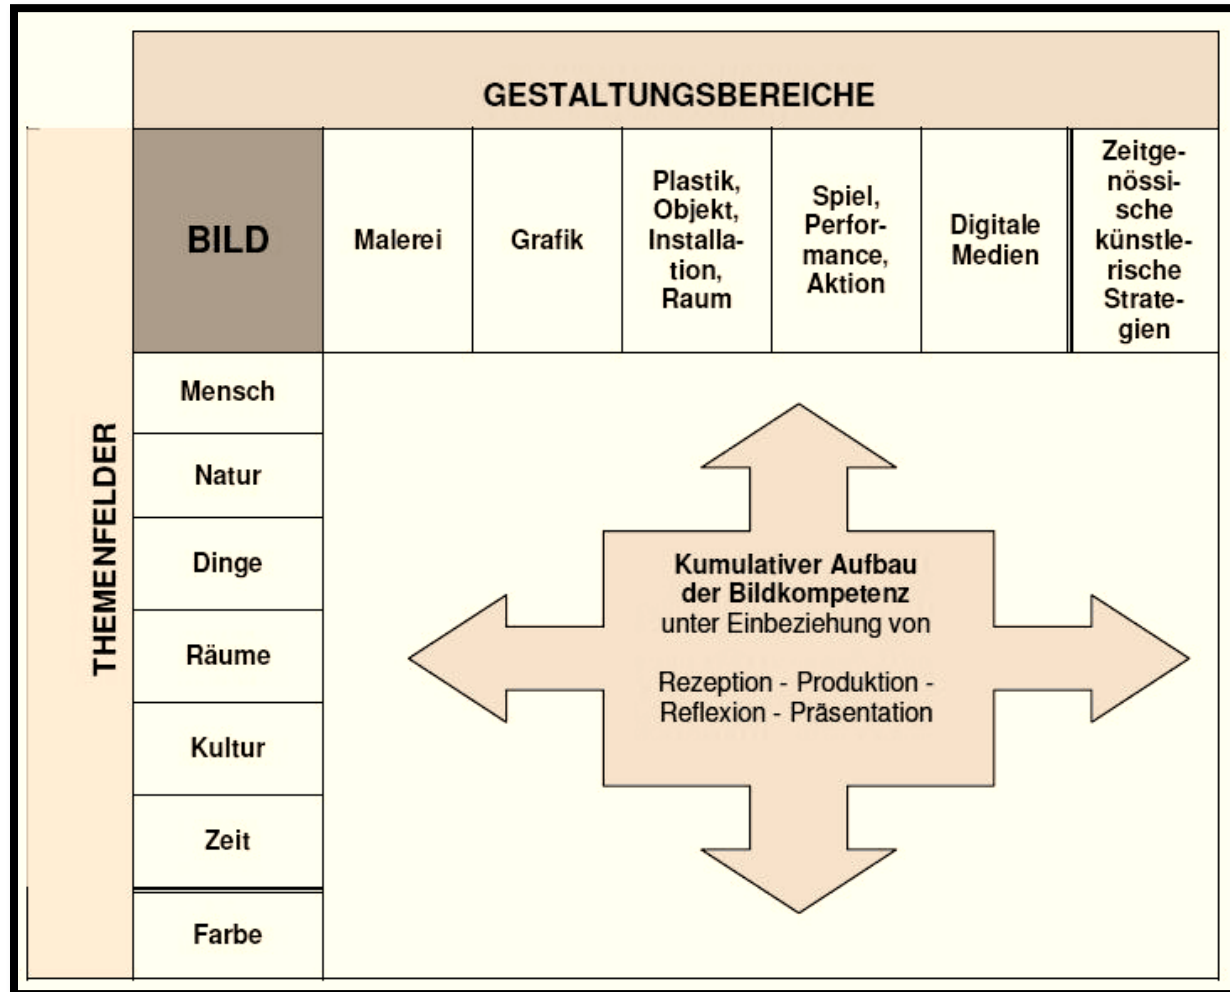 GESTALTUNGSBEREICHE
THEMENFELDER
BILD
Malerei
Grafik
Plastik,
Objekt,
Installa-
tion,
Raum
Spiel,
Perfor-
mance,
Aktion
Digitale
Medien
Zeitge-
nössi-
sche
künstle-
rische
Strate-
gien
Mensch
Natur
Dinge
Räume
Kultur
Zeit
Farbe
Kumulativer Aufbau
der Bildkompetenz
unter Einbeziehung von
Rezeption - Produktion -
Reflexion - Präsentation